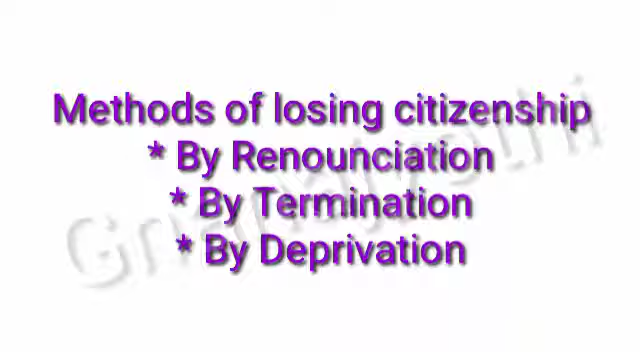 Methods of losing citizenship
* By Renounciation
* By Termination
* By Deprivation